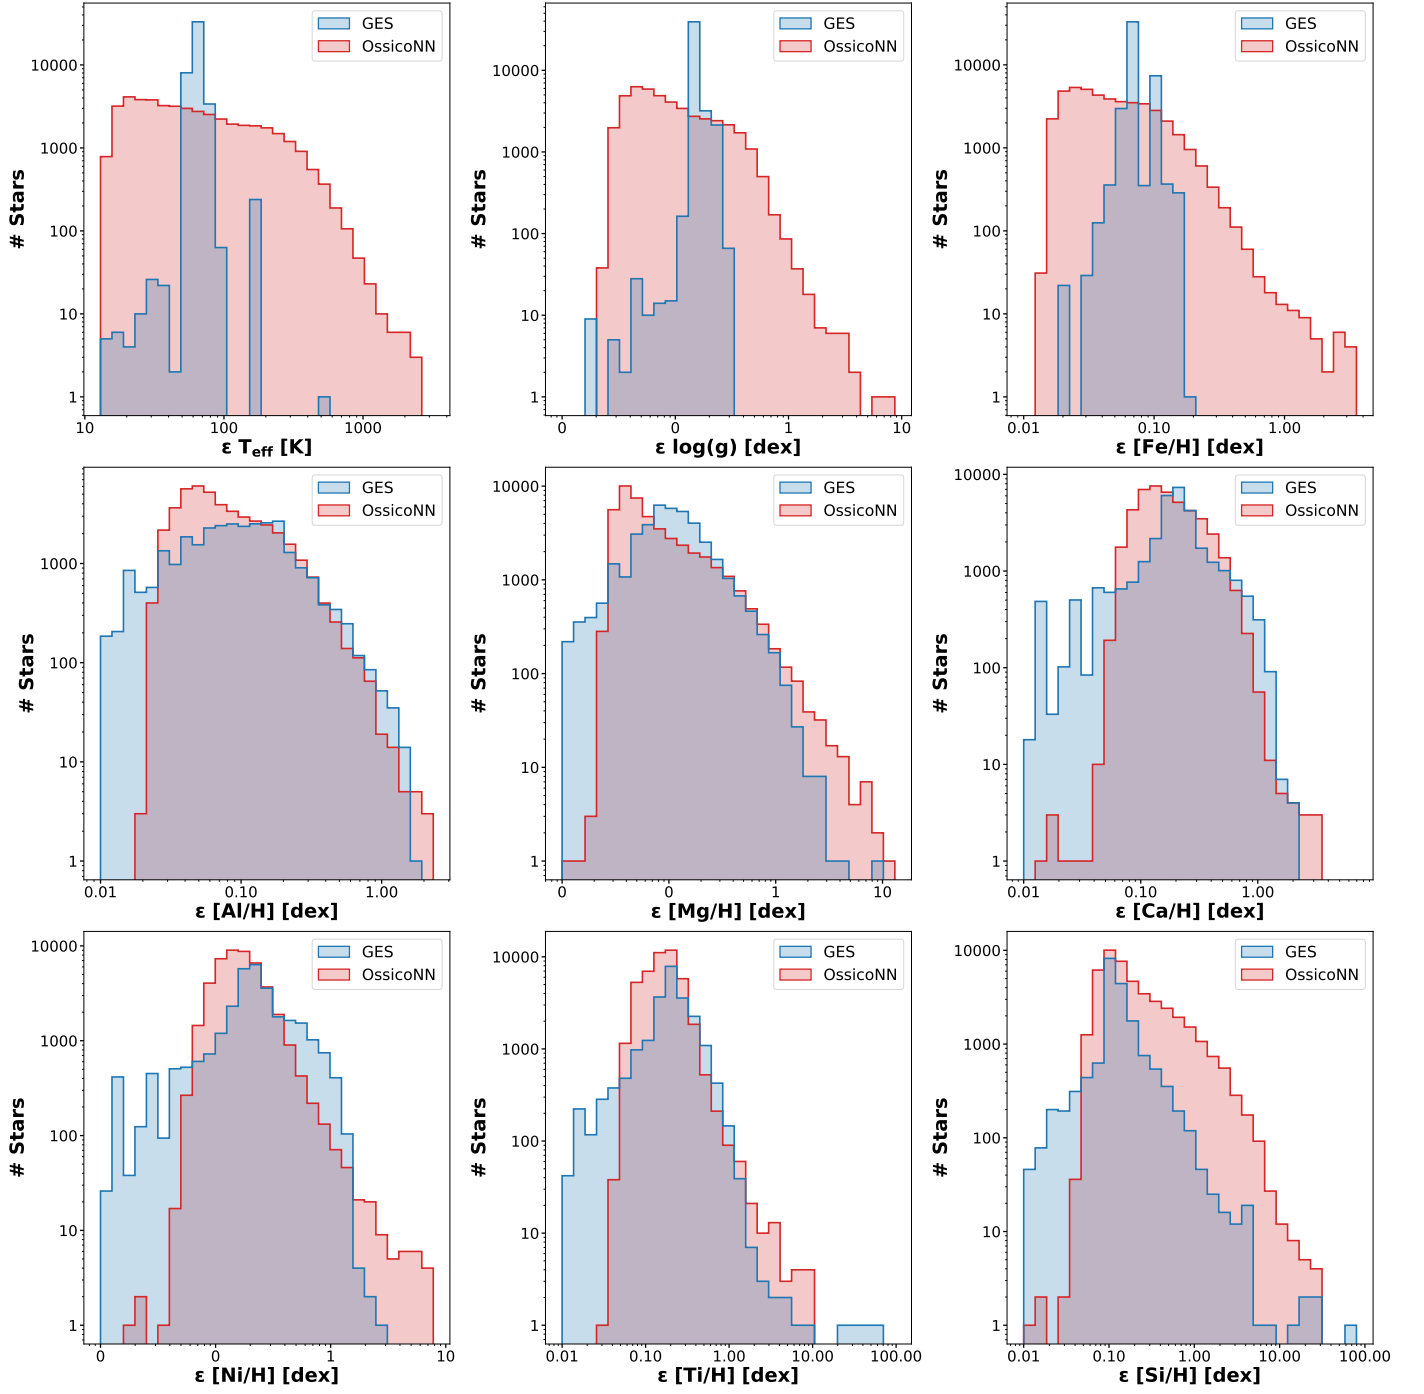 GES
OssicoNN
10000
1000
100
10
1
# Stars
10 100 1000
ε T_eff [K]
GES
OssicoNN
10000
1000
100
10
1
# Stars
0 0 1 10
ε log(g) [dex]
GES
OssicoNN
10000
1000
100
10
1
# Stars
0.01 0.10 1.00
ε [Fe/H] [dex]
GES
OssicoNN
1000
100
10
1
# Stars
0.01 0.10 1.00
ε [Al/H] [dex]
GES
OssicoNN
10000
1000
100
10
1
# Stars
0 0 1 10
ε [Mg/H] [dex]
GES
OssicoNN
10000
1000
100
10
1
# Stars
0.01 0.10 1.00
ε [Ca/H] [dex]
GES
OssicoNN
10000
1000
100
10
1
# Stars
0 0 1 10
ε [Ni/H] [dex]
GES
OssicoNN
10000
1000
100
10
1
# Stars
0.01 0.10 1.00 10.00 100.00
ε [Ti/H] [dex]
GES
OssicoNN
10000
1000
100
10
1
# Stars
0.01 0.10 1.00 10.00 100.00
ε [Si/H] [dex]